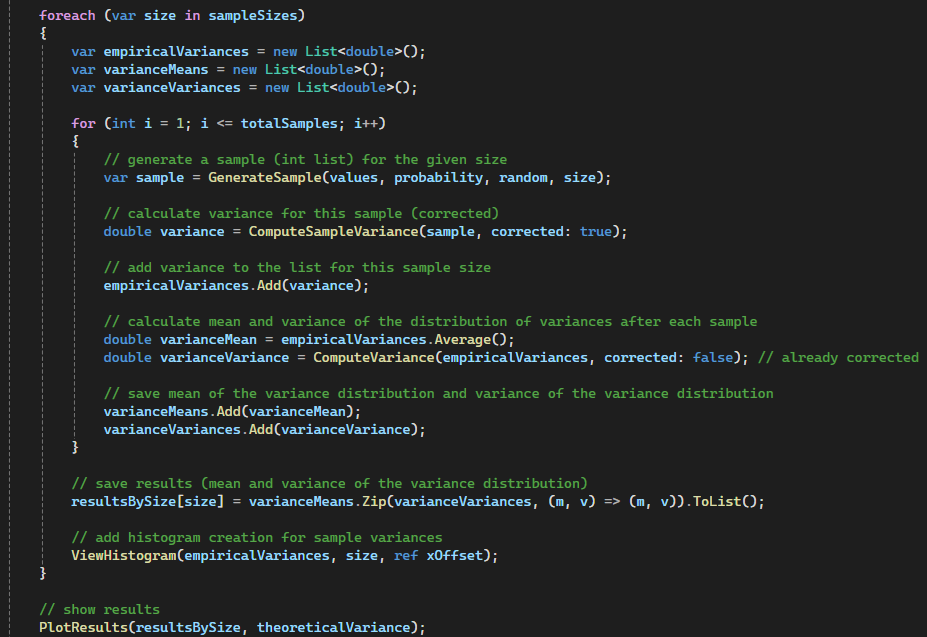 foreach (var size in sampleSizes)
{
var empiricalVariances = new List<double>();
var varianceMeans = new List<double>();
var varianceVariances = new List<double>();
for (int i = 1; i <= totalSamples; i++)
{
// generate a sample (int list) for the given size
var sample = GenerateSample(values, probability, random, size);
// calculate variance for this sample (corrected)
double variance = ComputeSampleVariance(sample, corrected: true);
// add variance to the list for this sample size
empiricalVariances.Add(variance);
// calculate mean and variance of the distribution of variances after each sample
double varianceMean = empiricalVariances.Average();
double varianceVariance = ComputeVariance(empiricalVariances, corrected: false); // already corrected
// save mean of the variance distribution and variance of the variance distribution
varianceMeans.Add(varianceMean);
varianceVariances.Add(varianceVariance);
}
// save results (mean and variance of the variance distribution)
resultsBySize[size] = varianceMeans.Zip(varianceVariances, (m, v) => (m, v)).ToList();
// add histogram creation for sample variances
ViewHistogram(empiricalVariances, size, ref xOffset);
}
// show results
PlotResults(resultsBySize, theoreticalVariance);